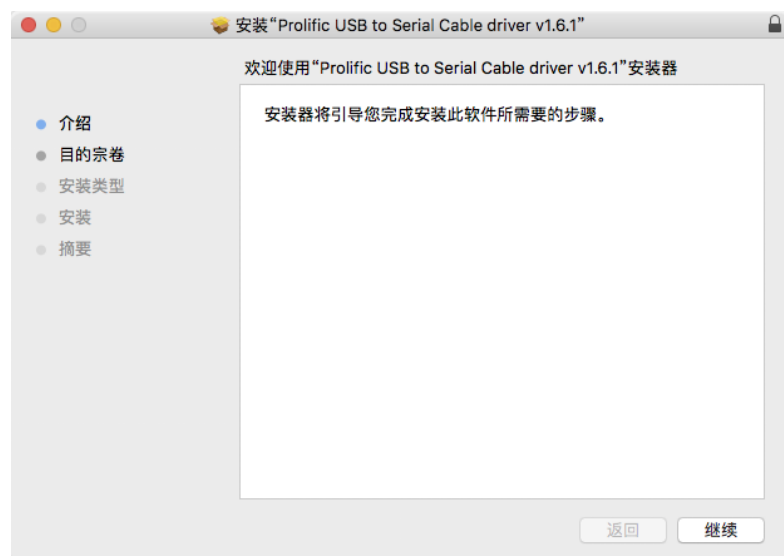 安装“Prolific USB to Serial Cable driver v1.6.1”
欢迎使用“Prolific USB to Serial Cable driver v1.6.1”安装器
介绍
目的宗卷
安装类型
安装
摘要
安装器将引导您完成安装此软件所需要的步骤。
返回
继续